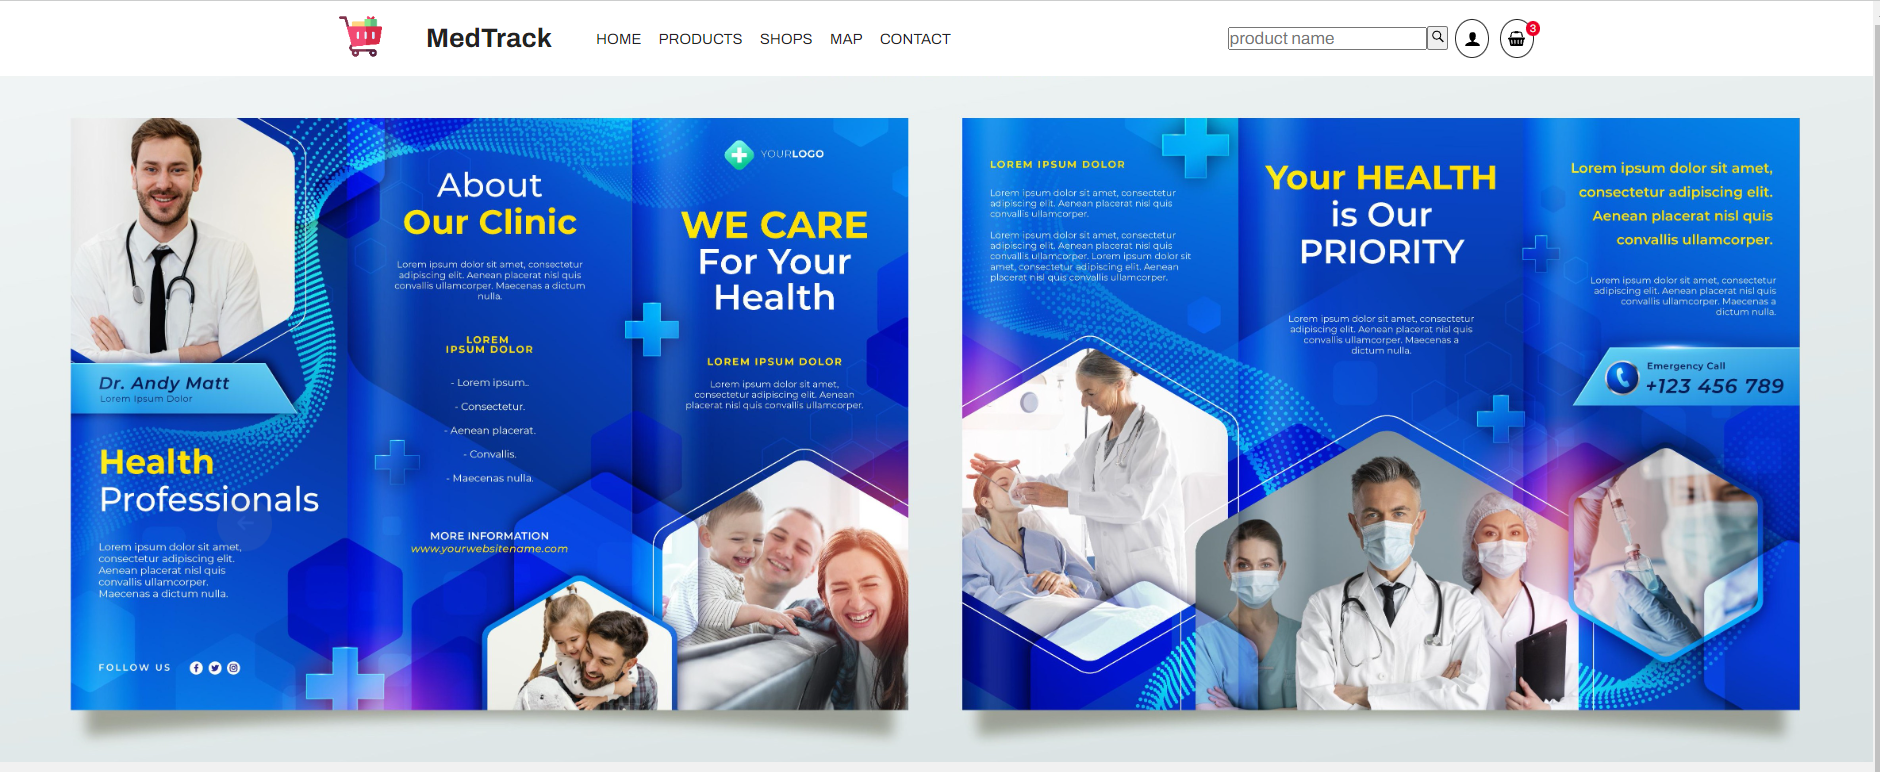 MedTrack
HOME PRODUCTS SHOPS MAP CONTACT
product name
3
Dr. Andy Matt
Lorem Ipsum Dolor
Health
Professionals
Lorem ipsum dolor sit amet,
consectetur adipiscing elit.
Aenean placerat nisl quis
convallis ullamcorper.
Maecenas a dictum nulla.
FOLLOW US
About
Our Clinic
Lorem ipsum dolor sit amet, consectetur
adipiscing elit. Aenean placerat nisl quis
convallis ullamcorper. Maecenas a dictum
nulla.
LOREM
IPSUM DOLOR
- Lorem ipsum..
- Consectetur.
- Aenean placerat.
- Convallis.
- Maecenas nulla.
MORE INFORMATION
www.yourwebsitename.com
YOURLOGO
WE CARE
For Your
Health
LOREM IPSUM DOLOR
Lorem ipsum dolor sit amet,
consectetur adipiscing elit. Aenean
placerat nisl quis convallis ullamcorper.
LOREM IPSUM DOLOR
Lorem ipsum dolor sit amet, consectetur
adipiscing elit. Aenean placerat nisl quis
convallis ullamcorper.
Lorem ipsum dolor sit amet, consectetur
adipiscing elit. Aenean placerat nisl quis
convallis ullamcorper. Lorem ipsum dolor sit
amet, consectetur adipiscing elit. Aenean
placerat nisl quis convallis ullamcorper.
Your HEALTH
is Our
PRIORITY
Lorem ipsum dolor sit amet, consectetur
adipiscing elit. Aenean placerat nisl quis
convallis ullamcorper. Maecenas a
dictum nulla.
Lorem ipsum dolor sit amet,
consectetur adipiscing elit.
Aenean placerat nisl quis
convallis ullamcorper.
Lorem ipsum dolor sit amet, consectetur
adipiscing elit. Aenean placerat nisl quis
convallis ullamcorper. Maecenas a
dictum nulla.
Emergency Call
+123 456 789